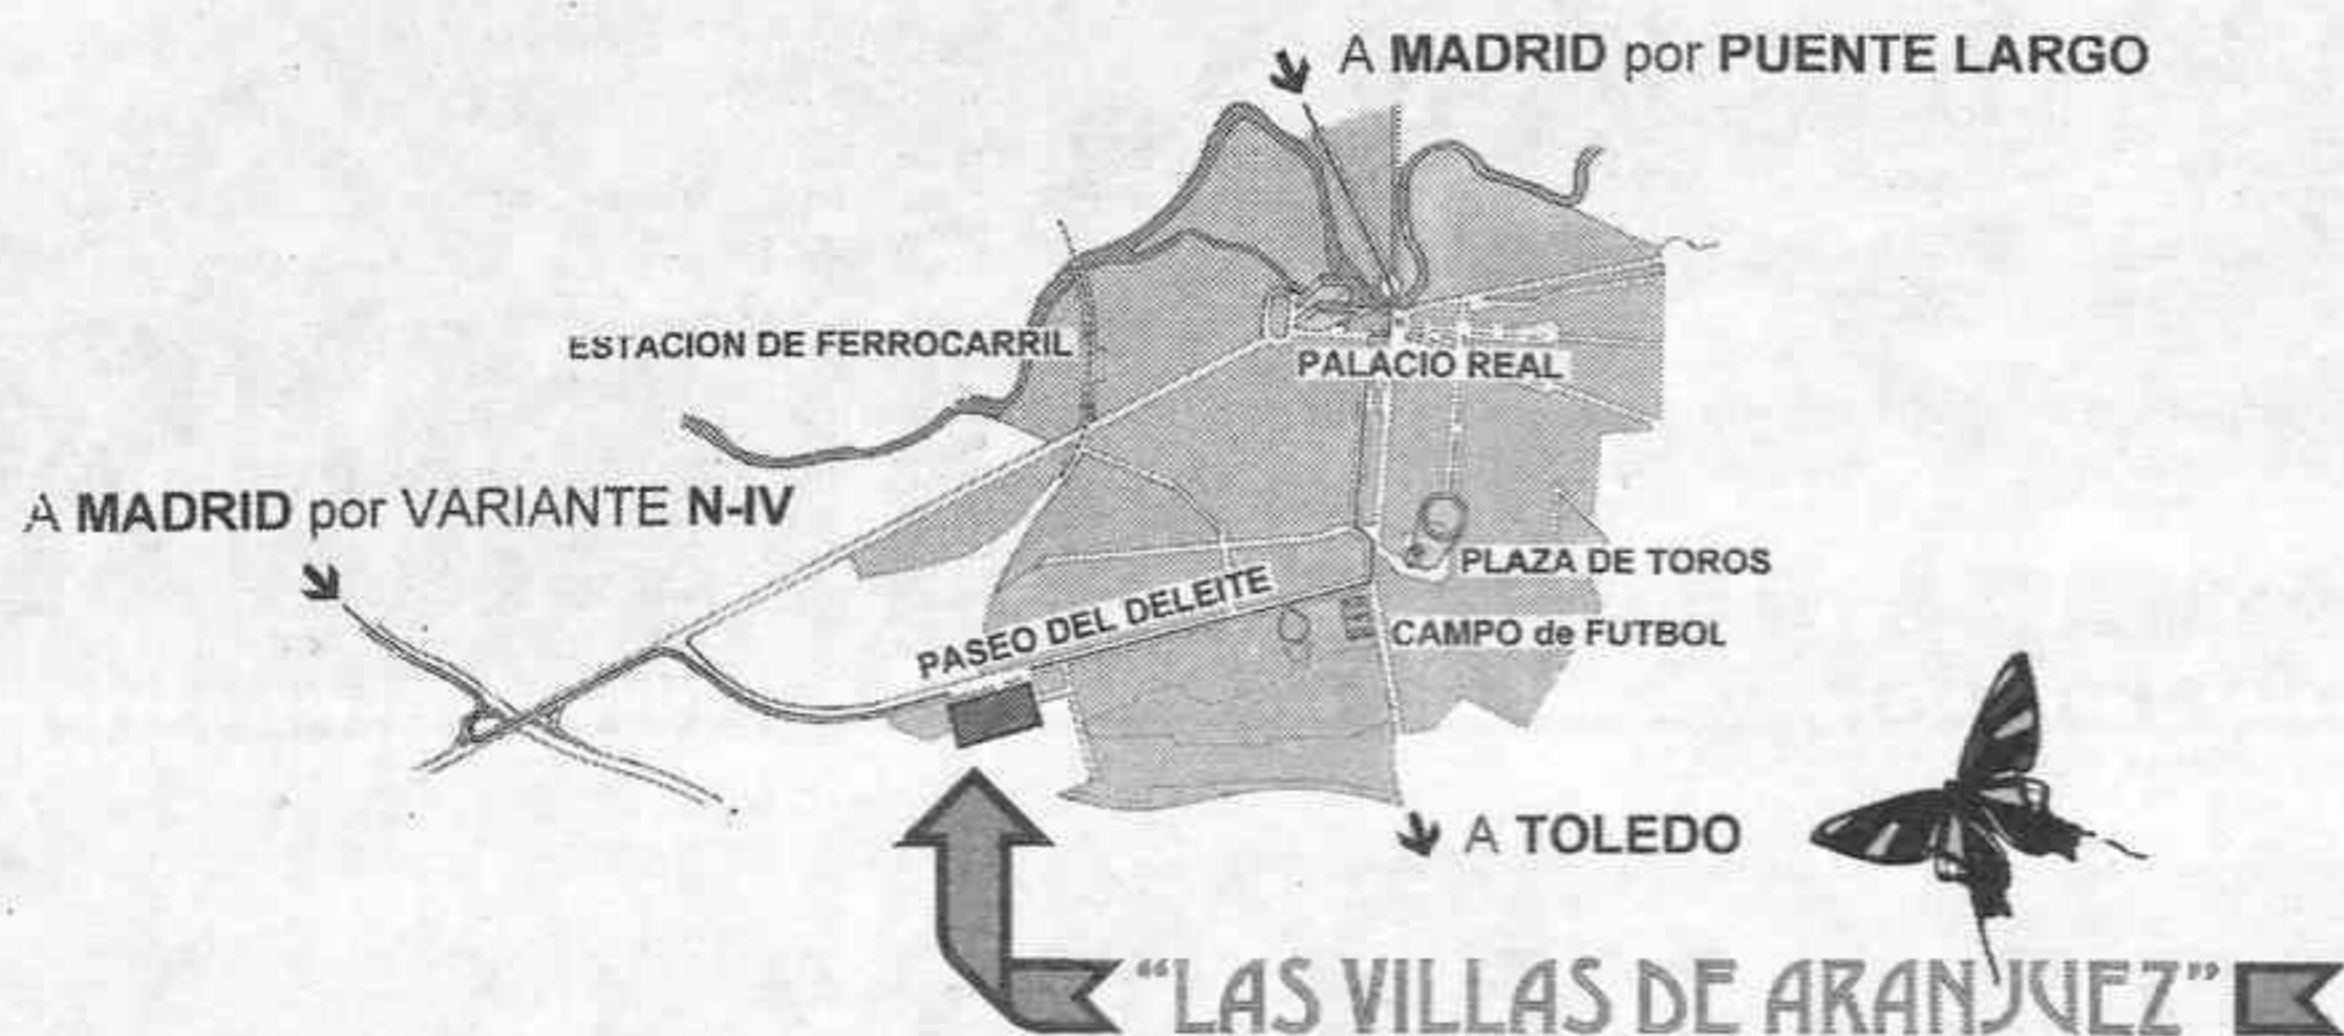 A MADRID por PUENTE LARGO
ESTACION DE FERROCARRIL
PALACIO REAL
A MADRID por VARIANTE N-IV
PLAZA DE TOROS
PASEO DEL DELEITE
CAMPO de FUTBOL
A TOLEDO
“LAS VILLAS DE ARANJUEZ”